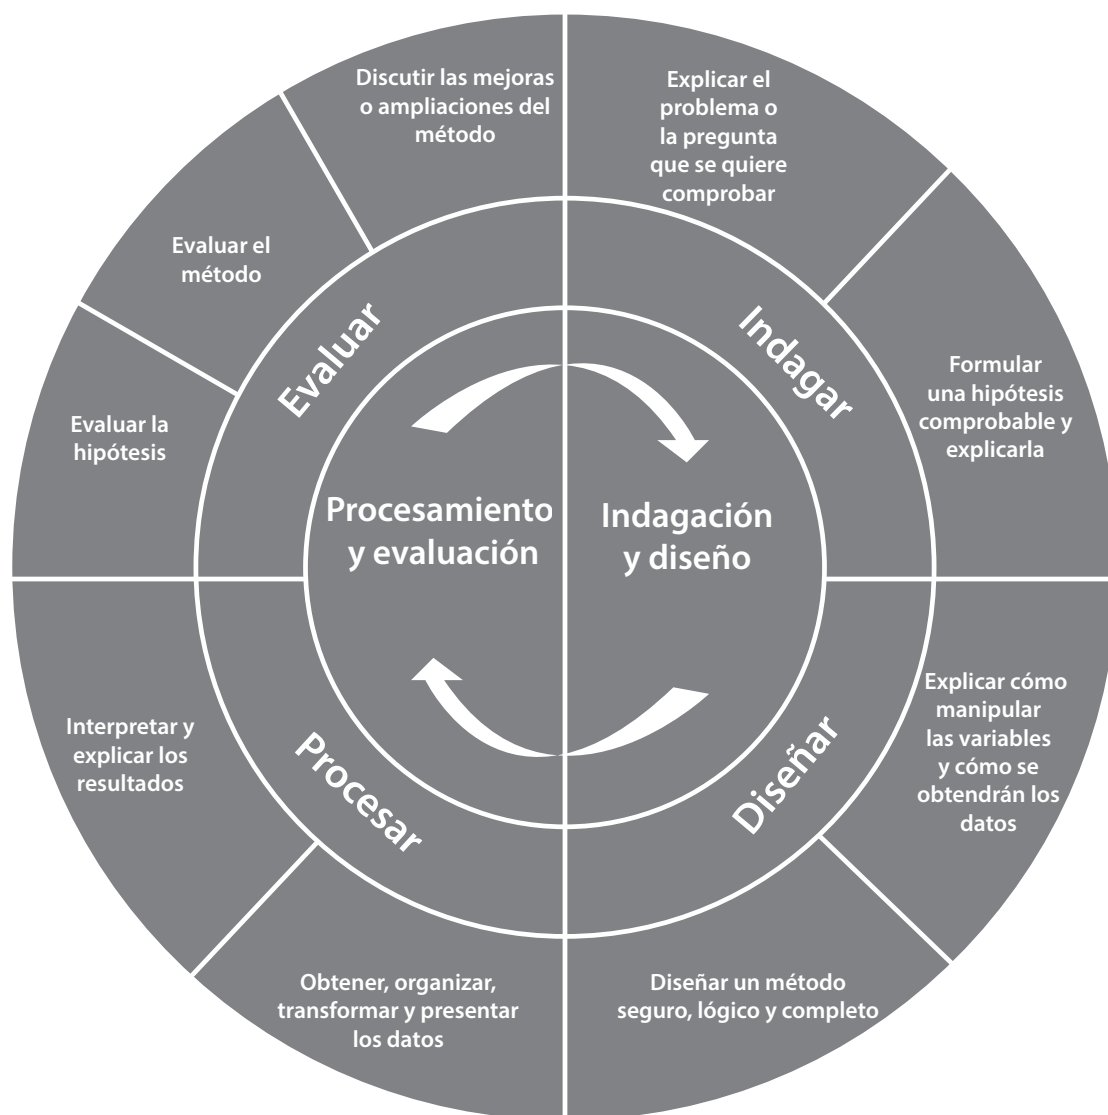 Discutir las mejoras
o ampliaciones del
método
Explicar el
problema o
la pregunta
que se quiere
comprobar
Evaluar el
método
Evaluar
Indagar
Formular
una hipótesis
comprobable y
explicarla
Evaluar la
hipótesis
Procesamiento
y evaluación
Indagación
y diseño
Interpretar y
explicar los
resultados
Procesar
Diseñar
Explicar cómo
manipular
las variables
y cómo se
obtendrán los
datos
Obtener, organizar,
transformar y presentar
los datos
Diseñar un método
seguro, lógico y completo